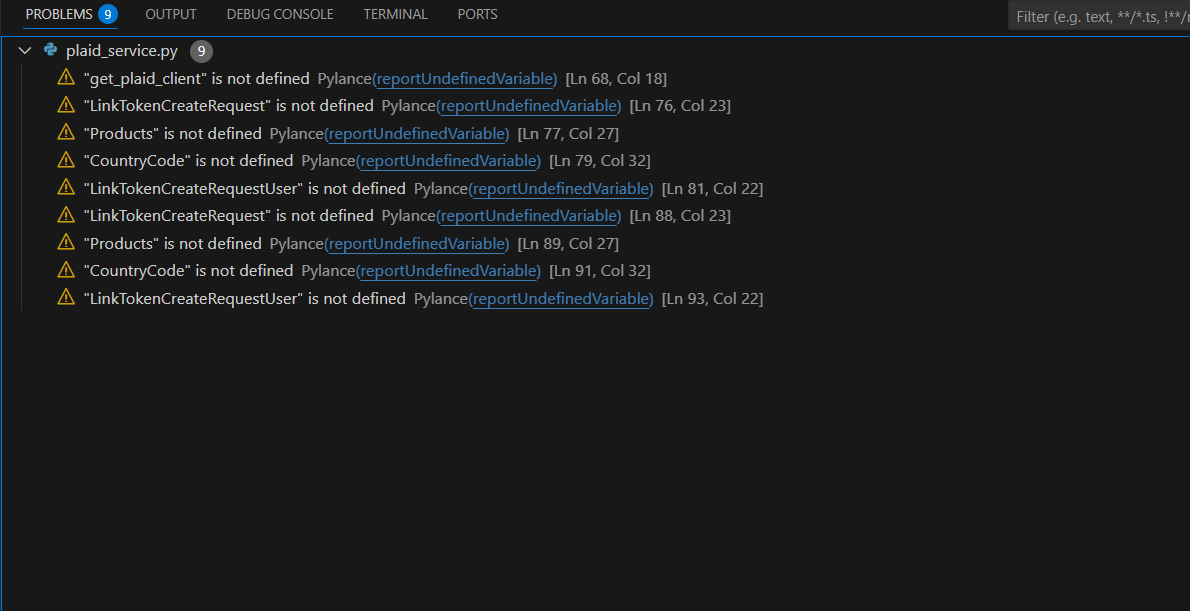 PROBLEMS 9 OUTPUT DEBUG CONSOLE TERMINAL PORTS Filter (e.g. text, **/*.ts, !**/
plaid_service.py 9
"get_plaid_client" is not defined Pylance(reportUndefinedVariable) [Ln 68, Col 18]
"LinkTokenCreateRequest" is not defined Pylance(reportUndefinedVariable) [Ln 76, Col 23]
"Products" is not defined Pylance(reportUndefinedVariable) [Ln 77, Col 27]
"CountryCode" is not defined Pylance(reportUndefinedVariable) [Ln 79, Col 32]
"LinkTokenCreateRequestUser" is not defined Pylance(reportUndefinedVariable) [Ln 81, Col 22]
"LinkTokenCreateRequest" is not defined Pylance(reportUndefinedVariable) [Ln 88, Col 23]
"Products" is not defined Pylance(reportUndefinedVariable) [Ln 89, Col 27]
"CountryCode" is not defined Pylance(reportUndefinedVariable) [Ln 91, Col 32]
"LinkTokenCreateRequestUser" is not defined Pylance(reportUndefinedVariable) [Ln 93, Col 22]